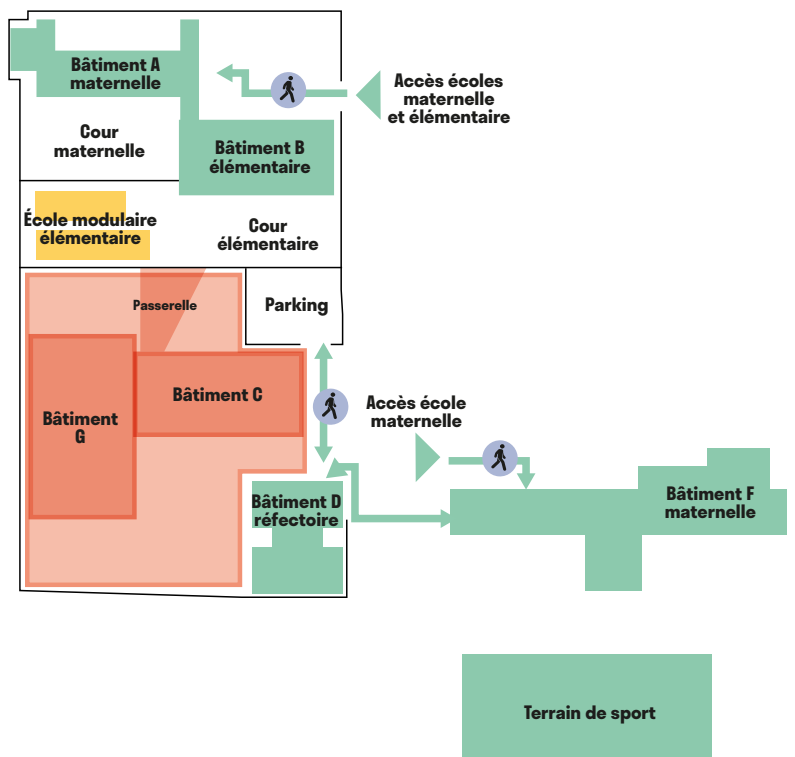 Bâtiment A
maternelle
Accès écoles
maternelle
et élémentaire
Cour
maternelle
Bâtiment B
élémentaire
École modulaire
élémentaire
Cour
élémentaire
Passerelle
Parking
Bâtiment C
Bâtiment
G
Accès école
maternelle
Bâtiment D
réfectoire
Bâtiment F
maternelle
Terrain de sport